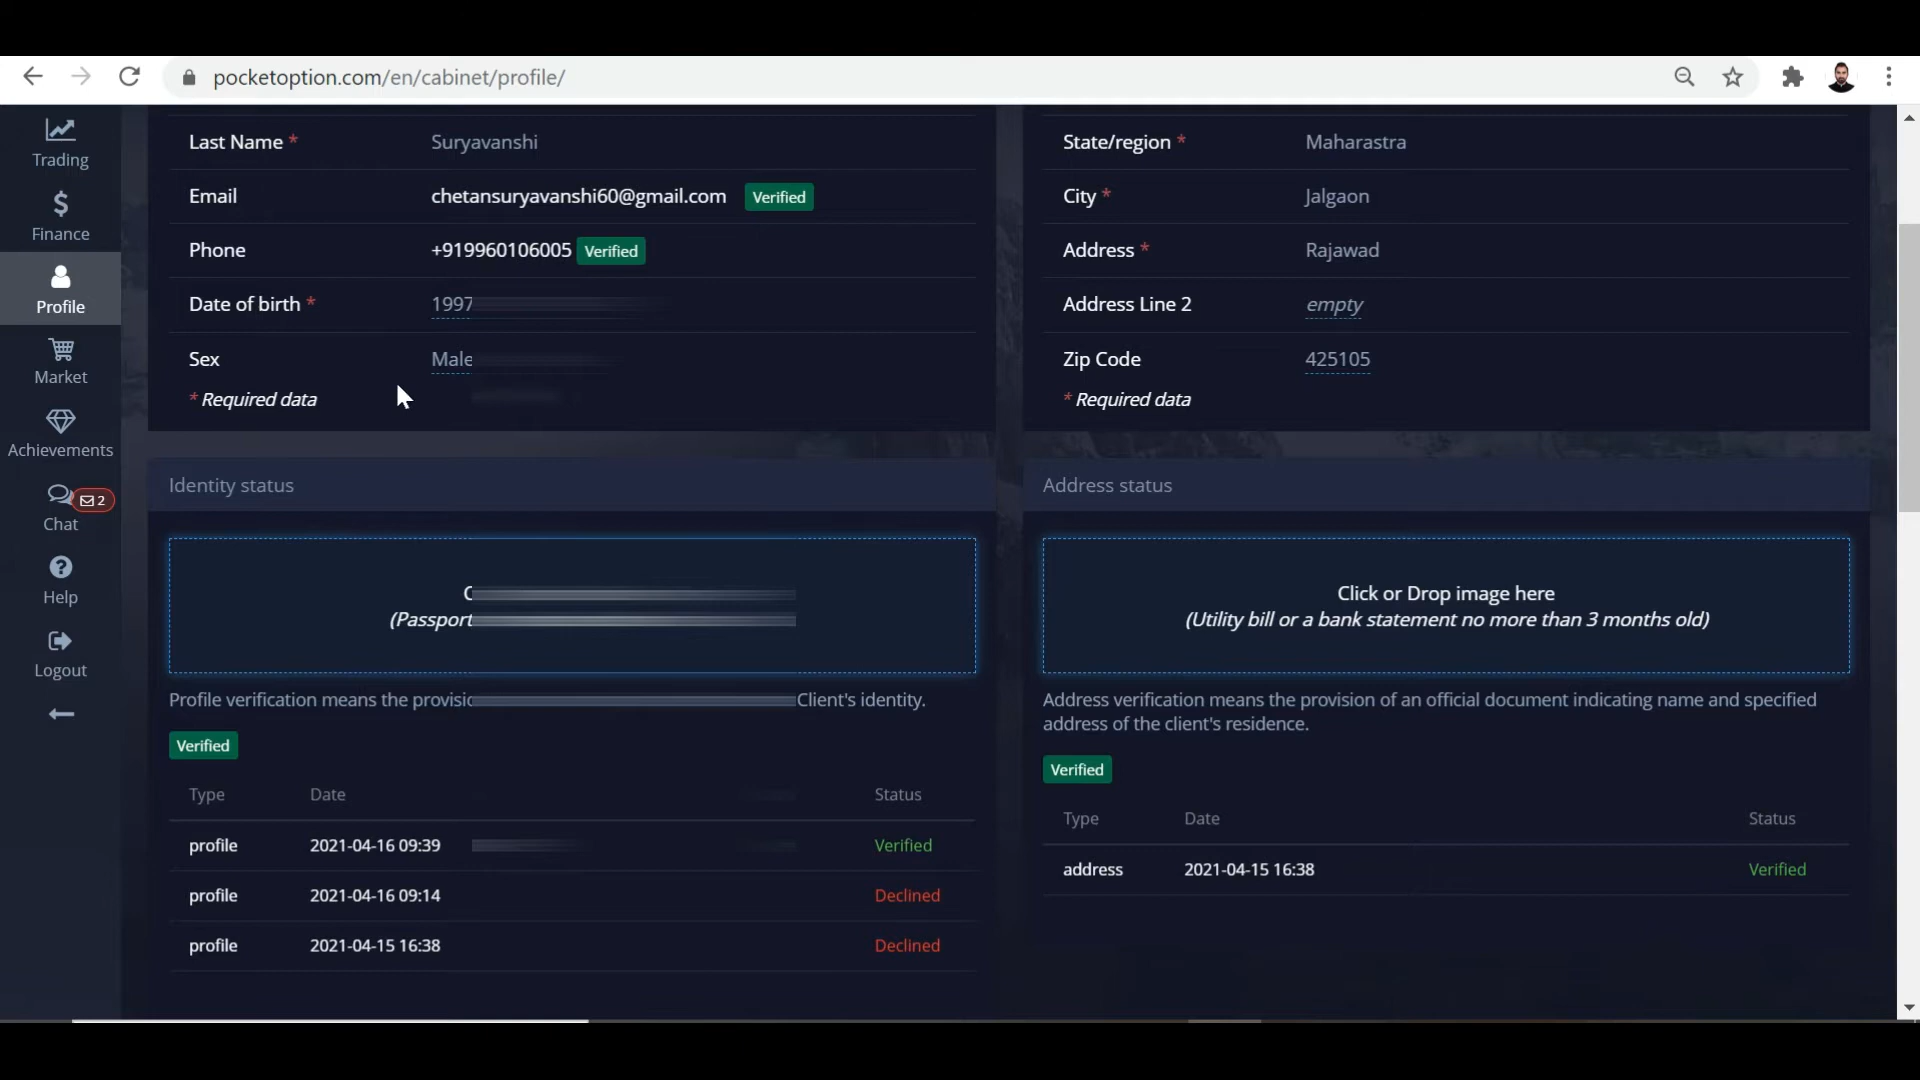 pocketoption.com/en/cabinet/profile/
Trading
Finance
Profile
Market
Achievements
2
Chat
Help
Logout
Last Name * Suryavanshi
Email chetansuryavanshi60@gmail.com Verified
Phone +919960106005 Verified
Date of birth * 1997
Sex Male
* Required data
State/region * Maharastra
City * Jalgaon
Address * Rajawad
Address Line 2 empty
Zip Code 425105
* Required data
Identity status
(Passport
Profile verification means the Client's identity.
Verified
Type Date Status
profile 2021-04-16 09:39 Verified
profile 2021-04-16 09:14 Declined
profile 2021-04-15 16:38 Declined
Address status
Click or Drop image here
(Utility bill or a bank statement no more than 3 months old)
Address verification means the provision of an official document indicating name and specified
address of the client's residence.
Verified
Type Date Status
address 2021-04-15 16:38 Verified